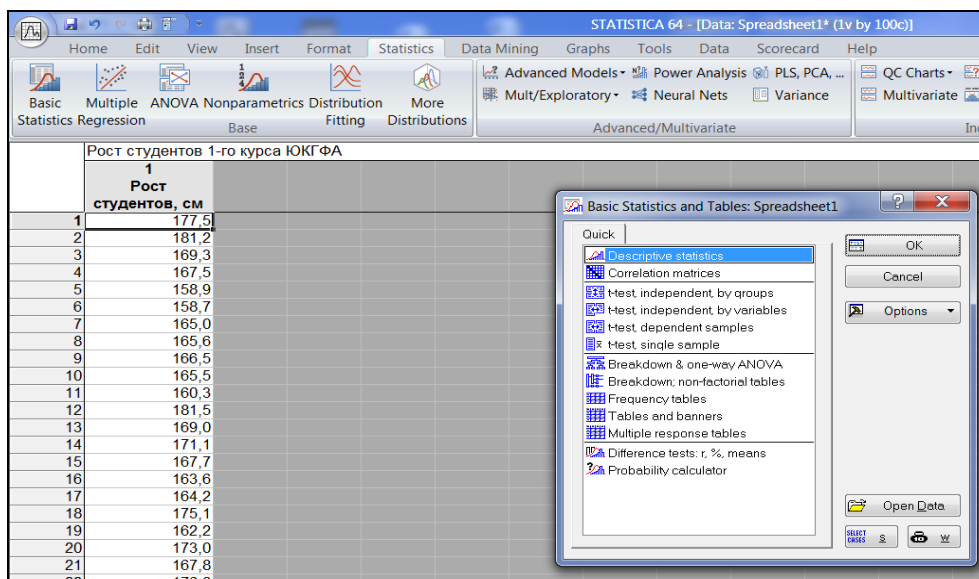 STATISTICA 64 - [Data: Spreadsheet1* (1v by 100c)]
Home Edit View Insert Format Statistics Data Mining Graphs Tools Data Scorecard Help
Basic Statistics
Multiple Regression
ANOVA
Nonparametrics
Distribution Fitting
More Distributions
Base
Advanced Models
Power Analysis
PLS, PCA, ...
Mult/Exploratory
Neural Nets
Variance
Advanced/Multivariate
QC Charts
Multivariate
Рост студентов 1-го курса ЮКГФА
1
Рост
студентов, см
1 177,5
2 181,2
3 169,3
4 167,5
5 158,9
6 158,7
7 165,0
8 165,6
9 166,5
10 165,5
11 160,3
12 181,5
13 169,0
14 171,1
15 167,7
16 163,6
17 164,2
18 175,1
19 162,2
20 173,0
21 167,8
Basic Statistics and Tables: Spreadsheet1
Quick
Descriptive statistics
Correlation matrices
t-test, independent, by groups
t-test, independent, by variables
t-test, dependent samples
t-test, single sample
Breakdown & one-way ANOVA
Breakdown; non-factorial tables
Frequency tables
Tables and banners
Multiple response tables
Difference tests: r, %, means
Probability calculator
OK
Cancel
Options
Open Data
SELECT CASES S
W